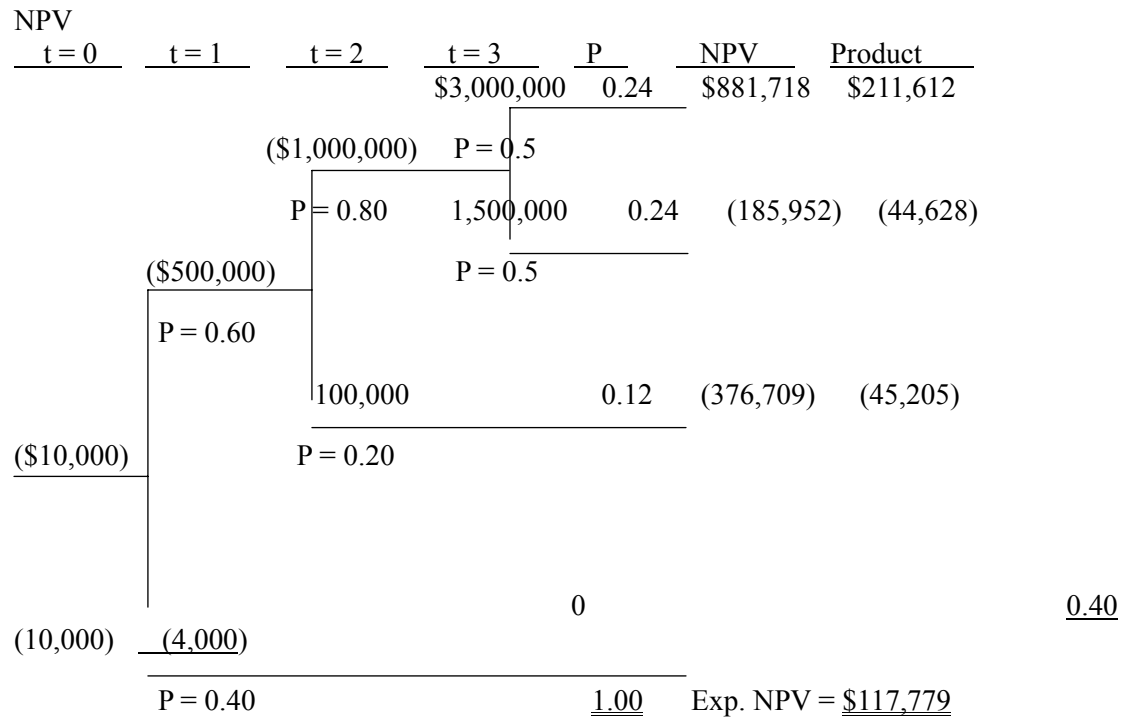 NPV
t = 0 t = 1 t = 2 t = 3 P NPV Product
$3,000,000 0.24 $881,718 $211,612
($1,000,000) P = 0.5
P = 0.80 1,500,000 0.24 (185,952) (44,628)
($500,000) P = 0.5
P = 0.60
100,000 0.12 (376,709) (45,205)
($10,000) P = 0.20
0 0.40
(10,000) (4,000)
P = 0.40 1.00 Exp. NPV = $117,779